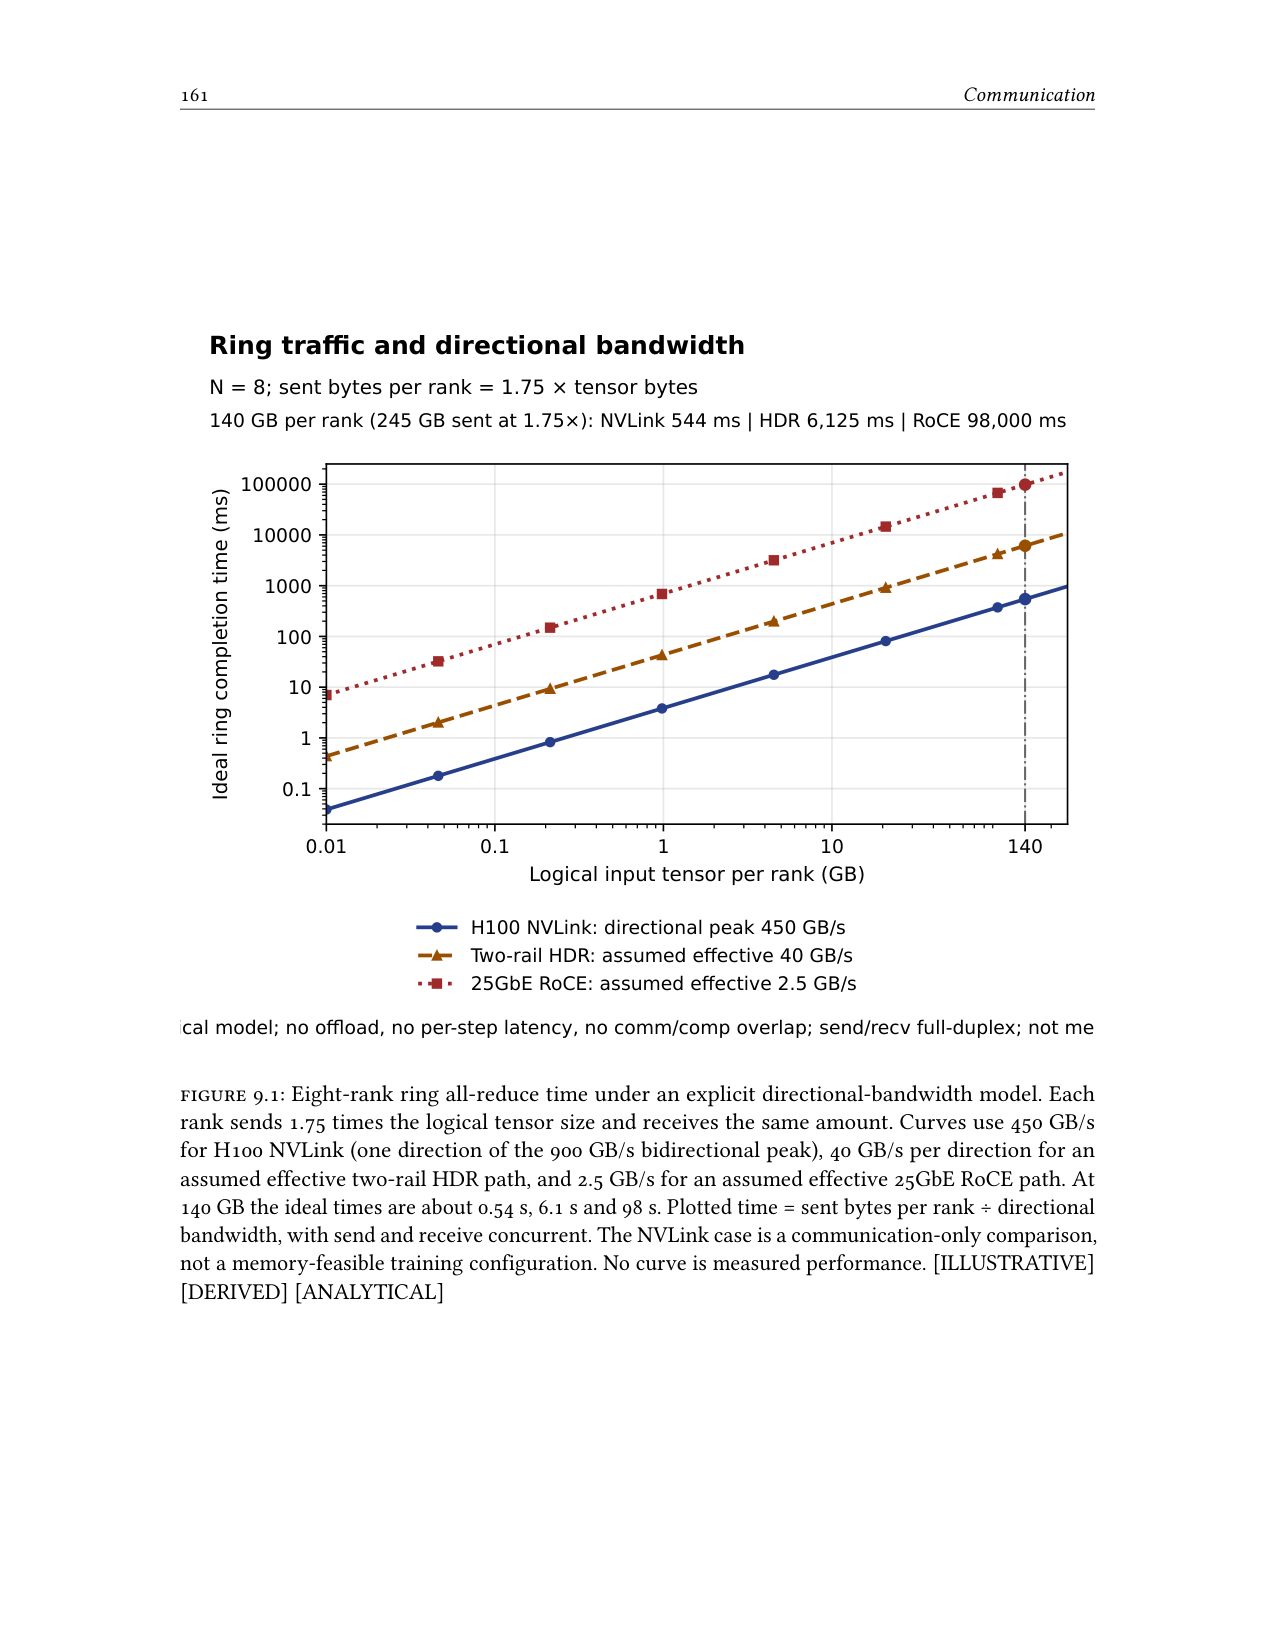 161 Communication
Ring traffic and directional bandwidth
N = 8; sent bytes per rank = 1.75 × tensor bytes
140 GB per rank (245 GB sent at 1.75×): NVLink 544 ms | HDR 6,125 ms | RoCE 98,000 ms
Ideal ring completion time (ms)
100000
10000
1000
100
10
1
0.1
0.01 0.1 1 10 140
Logical input tensor per rank (GB)
H100 NVLink: directional peak 450 GB/s
Two-rail HDR: assumed effective 40 GB/s
25GbE RoCE: assumed effective 2.5 GB/s
ical model; no offload, no per-step latency, no comm/comp overlap; send/recv full-duplex; not me
FIGURE 9.1: Eight-rank ring all-reduce time under an explicit directional-bandwidth model. Each
rank sends 1.75 times the logical tensor size and receives the same amount. Curves use 450 GB/s
for H100 NVLink (one direction of the 900 GB/s bidirectional peak), 40 GB/s per direction for an
assumed effective two-rail HDR path, and 2.5 GB/s for an assumed effective 25GbE RoCE path. At
140 GB the ideal times are about 0.54 s, 6.1 s and 98 s. Plotted time = sent bytes per rank ÷ directional
bandwidth, with send and receive concurrent. The NVLink case is a communication-only comparison,
not a memory-feasible training configuration. No curve is measured performance. [ILLUSTRATIVE]
[DERIVED] [ANALYTICAL]